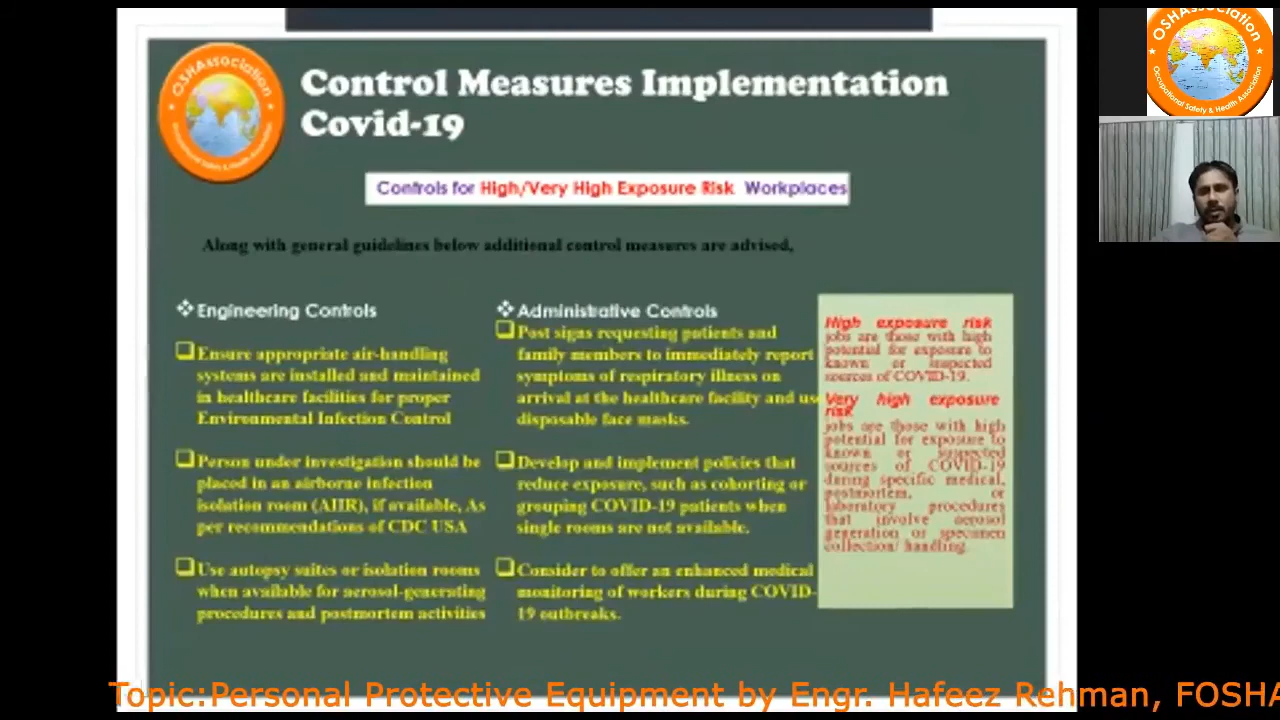 OSHAssociation
Occupational Safety & Health Association
Control Measures Implementation
Covid-19
Controls for High/Very High Exposure Risk Workplaces
Along with general guidelines below additional control measures are advised,
Engineering Controls
Ensure appropriate air-handling
systems are installed and maintained
in healthcare facilities for proper
Environmental Infection Control
Person under investigation should be
placed in an airborne infection
isolation room (AIIR), if available, As
per recommendations of CDC USA
Use autopsy suites or isolation rooms
when available for aerosol-generating
procedures and postmortem activities
Administrative Controls
Post signs requesting patients and
family members to immediately report
symptoms of respiratory illness on
arrival at the healthcare facility and use
disposable face masks.
Develop and implement policies that
reduce exposure, such as cohorting or
grouping COVID-19 patients when
single rooms are not available.
Consider to offer an enhanced medical
monitoring of workers during COVID-
19 outbreaks.
High exposure risk
jobs are those with high
potential for exposure to
known or suspected
sources of COVID-19.
Very high exposure
risk
jobs are those with high
potential for exposure to
known or suspected
sources of COVID-19
during specific medical,
postmortem, or
laboratory procedures
that involve aerosol
generation or specimen
collection/ handling.
OSHAssociation
Occupational Safety & Health Association
Topic:Personal Protective Equipment by Engr. Hafeez Rehman, FOSHA